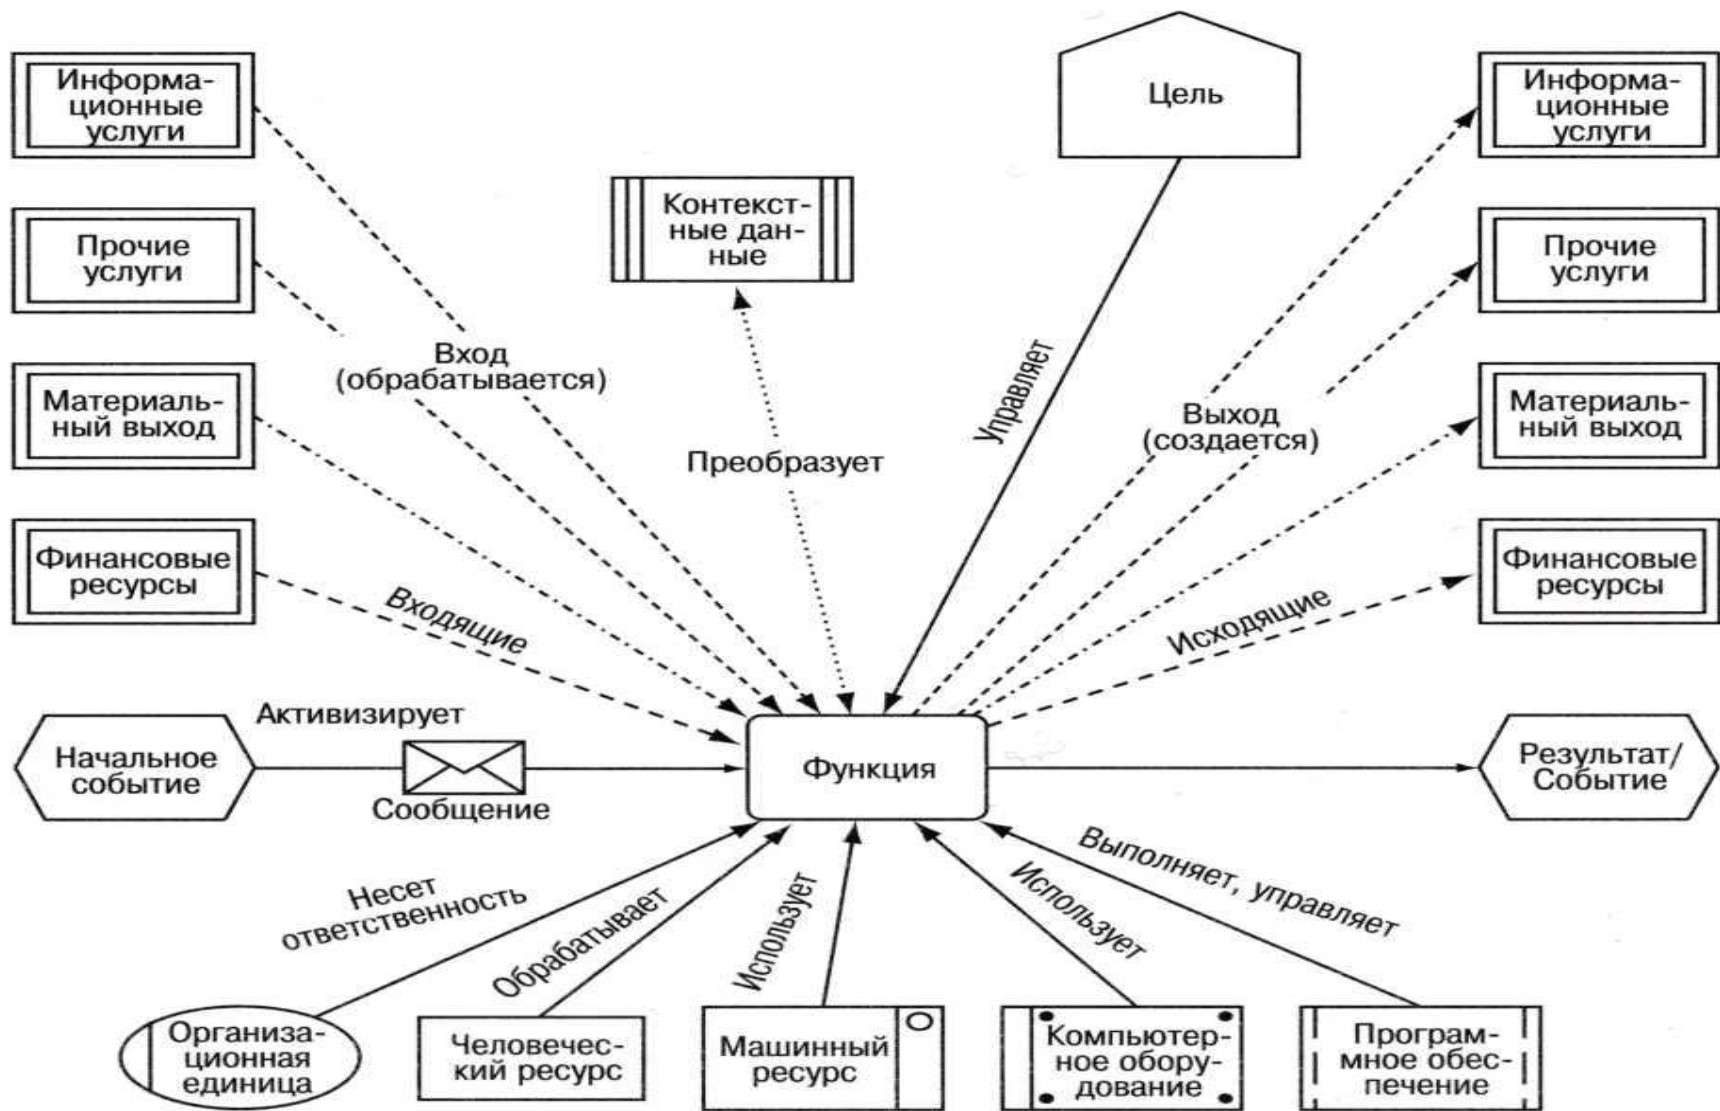 Информа-
ционные
услуги
Цель
Информа-
ционные
услуги
Контекст-
ные дан-
ные
Прочие
услуги
Прочие
услуги
Вход
(обрабатывается)
Управляет
Выход
(создается)
Материаль-
ный выход
Преобразует
Материаль-
ный выход
Финансовые
ресурсы
Входящие
Исходящие
Финансовые
ресурсы
Активизирует
Начальное
событие
Сообщение
Функция
Результат/
Событие
Несет
ответственность
Обрабатывает
Использует
Использует
Выполняет, управляет
Организа-
ционная
единица
Человечес-
кий ресурс
Машинный
ресурс
Компьютер-
ное обору-
дование
Програм-
мное обес-
печение